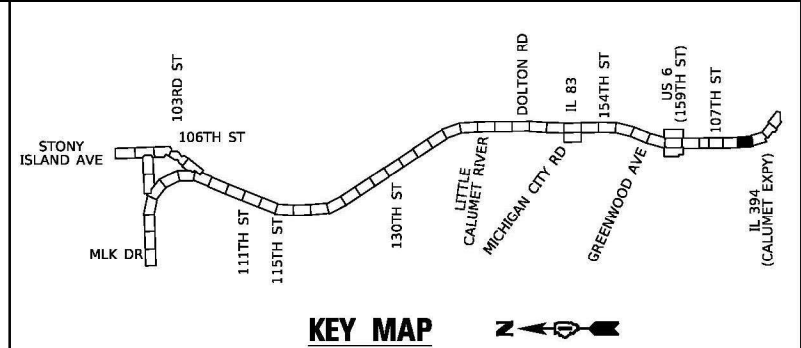 STONY
ISLAND AVE
103RD ST
106TH ST
MLK DR
111TH ST
115TH ST
130TH ST
LITTLE
CALUMET RIVER
DOLTON RD
MICHIGAN CITY RD
IL 83
154TH ST
GREENWOOD AVE
US 6
(159TH ST)
107TH ST
IL 394
(CALUMET EXPY)
KEY MAP
N